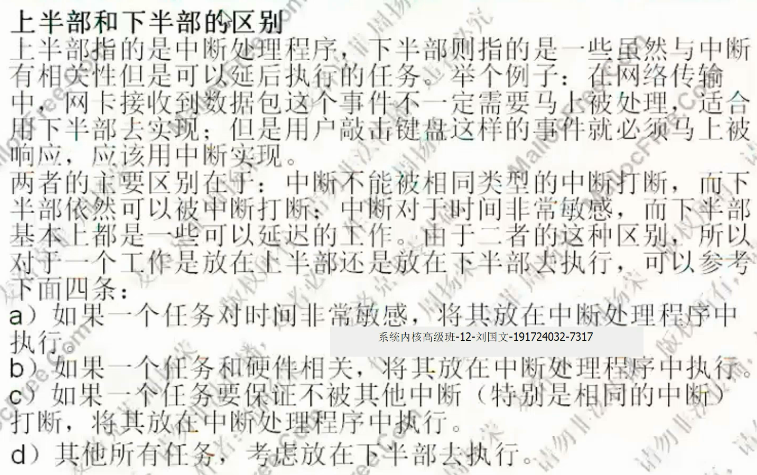 上半部和下半部的区别
上半部指的是中断处理程序，下半部则指的是一些虽然与中断
有相关性但是可以延后执行的任务。举个例子：在网络传输
中，网卡接收到数据包这个事件不一定需要马上被处理，适合
用下半部去实现；但是用户敲击键盘这样的事件就必须马上被
响应，应该用中断实现。
两者的主要区别在于：中断不能被相同类型的中断打断，而下
半部依然可以被中断打断；中断对于时间非常敏感，而下半部
基本上都是一些可以延迟的工作。由于二者的这种区别，所以
对于一个工作是放在上半部还是放在下半部去执行，可以参考
下面四条：
a）如果一个任务对时间非常敏感，将其放在中断处理程序中
执行。
系统内核高级班-12-刘国文-191724032-7317
b）如果一个任务和硬件相关，将其放在中断处理程序中执行。
c）如果一个任务要保证不被其他中断（特别是相同的中断）
打断，将其放在中断处理程序中执行。
d）其他所有任务，考虑放在下半部去执行。